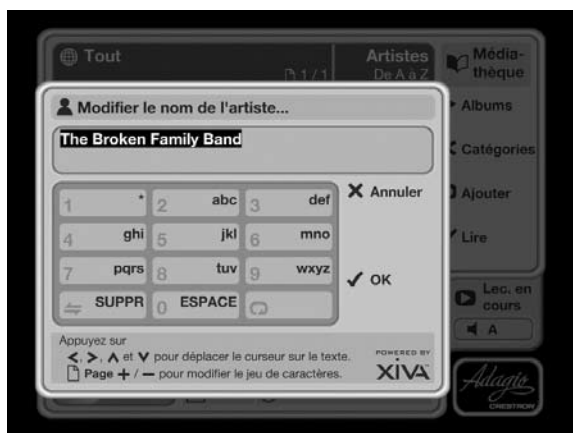 Tout
1 / 1
Artistes
De A à Z
Média-
thèque
Modifier le nom de l'artiste...
The Broken Family Band
Albums
Catégories
Ajouter
Lire
1 * 2 abc 3 def
4 ghi 5 jkl 6 mno
7 pqrs 8 tuv 9 wxyz
SUPPR 0 ESPACE
Annuler
OK
Lec. en
cours
A
Appuyez sur
<, >, ∧ et ∨ pour déplacer le curseur sur le texte.
Page + / — pour modifier le jeu de caractères.
POWERED BY
XiVA
Adagio
CRESTRON